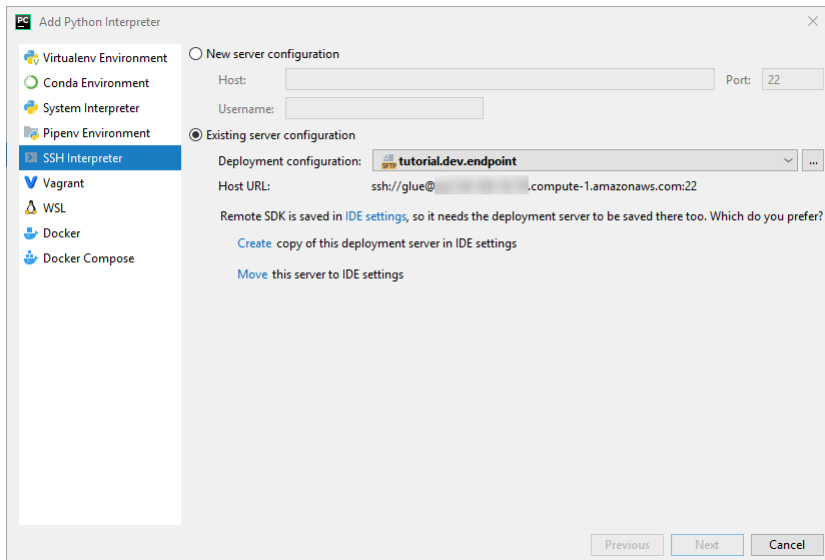 PC Add Python Interpreter
Virtualenv Environment
Conda Environment
System Interpreter
Pipenv Environment
SSH Interpreter
Vagrant
WSL
Docker
Docker Compose
New server configuration
Host: Port: 22
Username:
Existing server configuration
Deployment configuration: SFTP tutorial.dev.endpoint ...
Host URL: ssh://glue@ .compute-1.amazonaws.com:22
Remote SDK is saved in IDE settings, so it needs the deployment server to be saved there too. Which do you prefer?
Create copy of this deployment server in IDE settings
Move this server to IDE settings
Previous Next Cancel